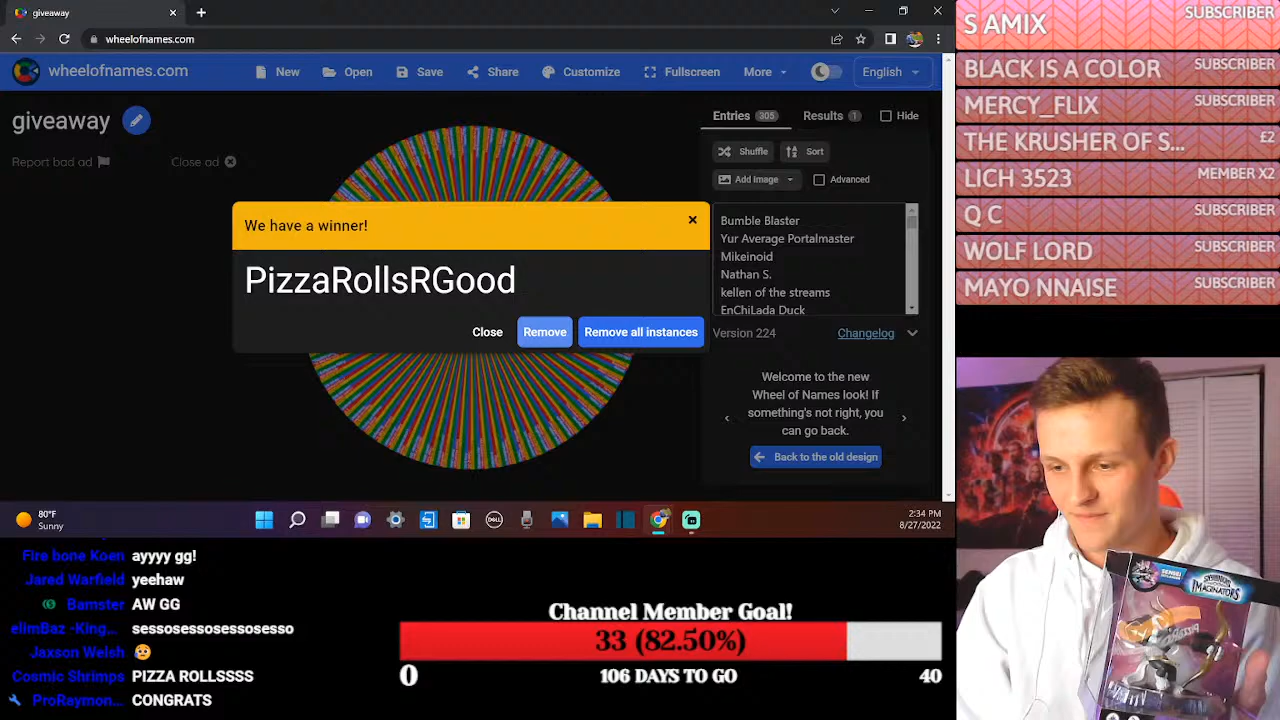 giveaway
wheelofnames.com
wheelofnames.com
New
Open
Save
Share
Customize
Fullscreen
More
English
giveaway
Report bad ad
Close ad
Entries 305
Results 1
Hide
Shuffle
Sort
Add Image
Advanced
Bumble Blaster
Yur Average Portalmaster
Mikeinoid
Nathan S.
kellen of the streams
EnChiLada Duck
Version 224
Changelog
Welcome to the new
Wheel of Names look! If
something's not right, you
can go back.
Back to the old design
We have a winner!
PizzaRollsRGood
Close
Remove
Remove all instances
80°F
Sunny
DELL
2:34 PM
8/27/2022
S AMIX SUBSCRIBER
BLACK IS A COLOR SUBSCRIBER
MERCY_FLIX SUBSCRIBER
THE KRUSHER OF S... £2
LICH 3523 MEMBER X2
Q C SUBSCRIBER
WOLF LORD SUBSCRIBER
MAYO NNAISE SUBSCRIBER
Fire bone Koen ayyyy gg!
Jared Warfield yeehaw
Bamster AW GG
elimBaz -King... sessosessosessosesso
Jaxson Welsh 😥
Cosmic Shrimps PIZZA ROLLSSSS
ProRaymon... CONGRATS
Channel Member Goal!
33 (82.50%)
0
106 DAYS TO GO
40
SENSEI
SKYLANDERS
IMAGINATORS